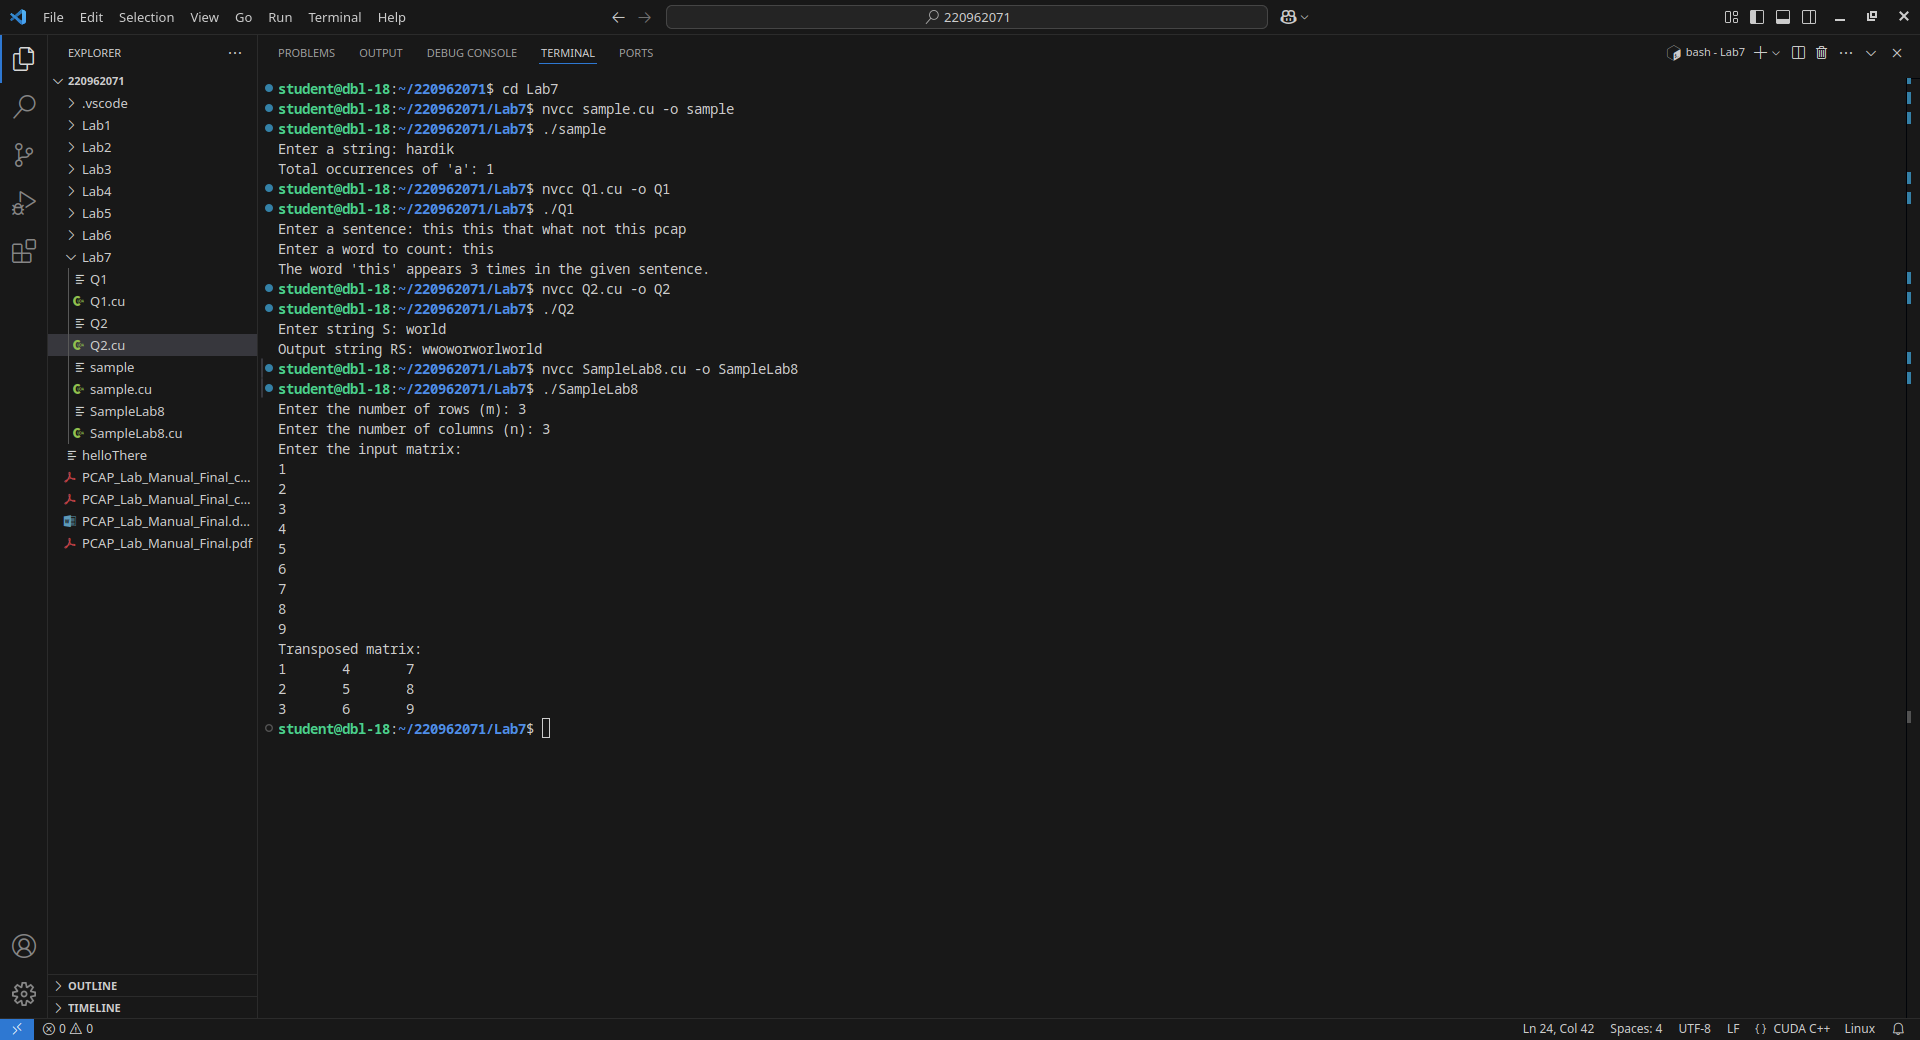 File Edit Selection View Go Run Terminal Help
220962071
EXPLORER
220962071
.vscode
Lab1
Lab2
Lab3
Lab4
Lab5
Lab6
Lab7
Q1
Q1.cu
Q2
Q2.cu
sample
sample.cu
SampleLab8
SampleLab8.cu
helloThere
PCAP_Lab_Manual_Final_c...
PCAP_Lab_Manual_Final_c...
PCAP_Lab_Manual_Final.d...
PCAP_Lab_Manual_Final.pdf
OUTLINE
TIMELINE
PROBLEMS OUTPUT DEBUG CONSOLE TERMINAL PORTS
bash - Lab7
student@dbl-18:~/220962071$ cd Lab7
student@dbl-18:~/220962071/Lab7$ nvcc sample.cu -o sample
student@dbl-18:~/220962071/Lab7$ ./sample
Enter a string: hardik
Total occurrences of 'a': 1
student@dbl-18:~/220962071/Lab7$ nvcc Q1.cu -o Q1
student@dbl-18:~/220962071/Lab7$ ./Q1
Enter a sentence: this this that what not this pcap
Enter a word to count: this
The word 'this' appears 3 times in the given sentence.
student@dbl-18:~/220962071/Lab7$ nvcc Q2.cu -o Q2
student@dbl-18:~/220962071/Lab7$ ./Q2
Enter string S: world
Output string RS: wwoworworlworld
student@dbl-18:~/220962071/Lab7$ nvcc SampleLab8.cu -o SampleLab8
student@dbl-18:~/220962071/Lab7$ ./SampleLab8
Enter the number of rows (m): 3
Enter the number of columns (n): 3
Enter the input matrix:
1
2
3
4
5
6
7
8
9
Transposed matrix:
1 4 7
2 5 8
3 6 9
student@dbl-18:~/220962071/Lab7$
0 0
Ln 24, Col 42 Spaces: 4 UTF-8 LF {} CUDA C++ Linux